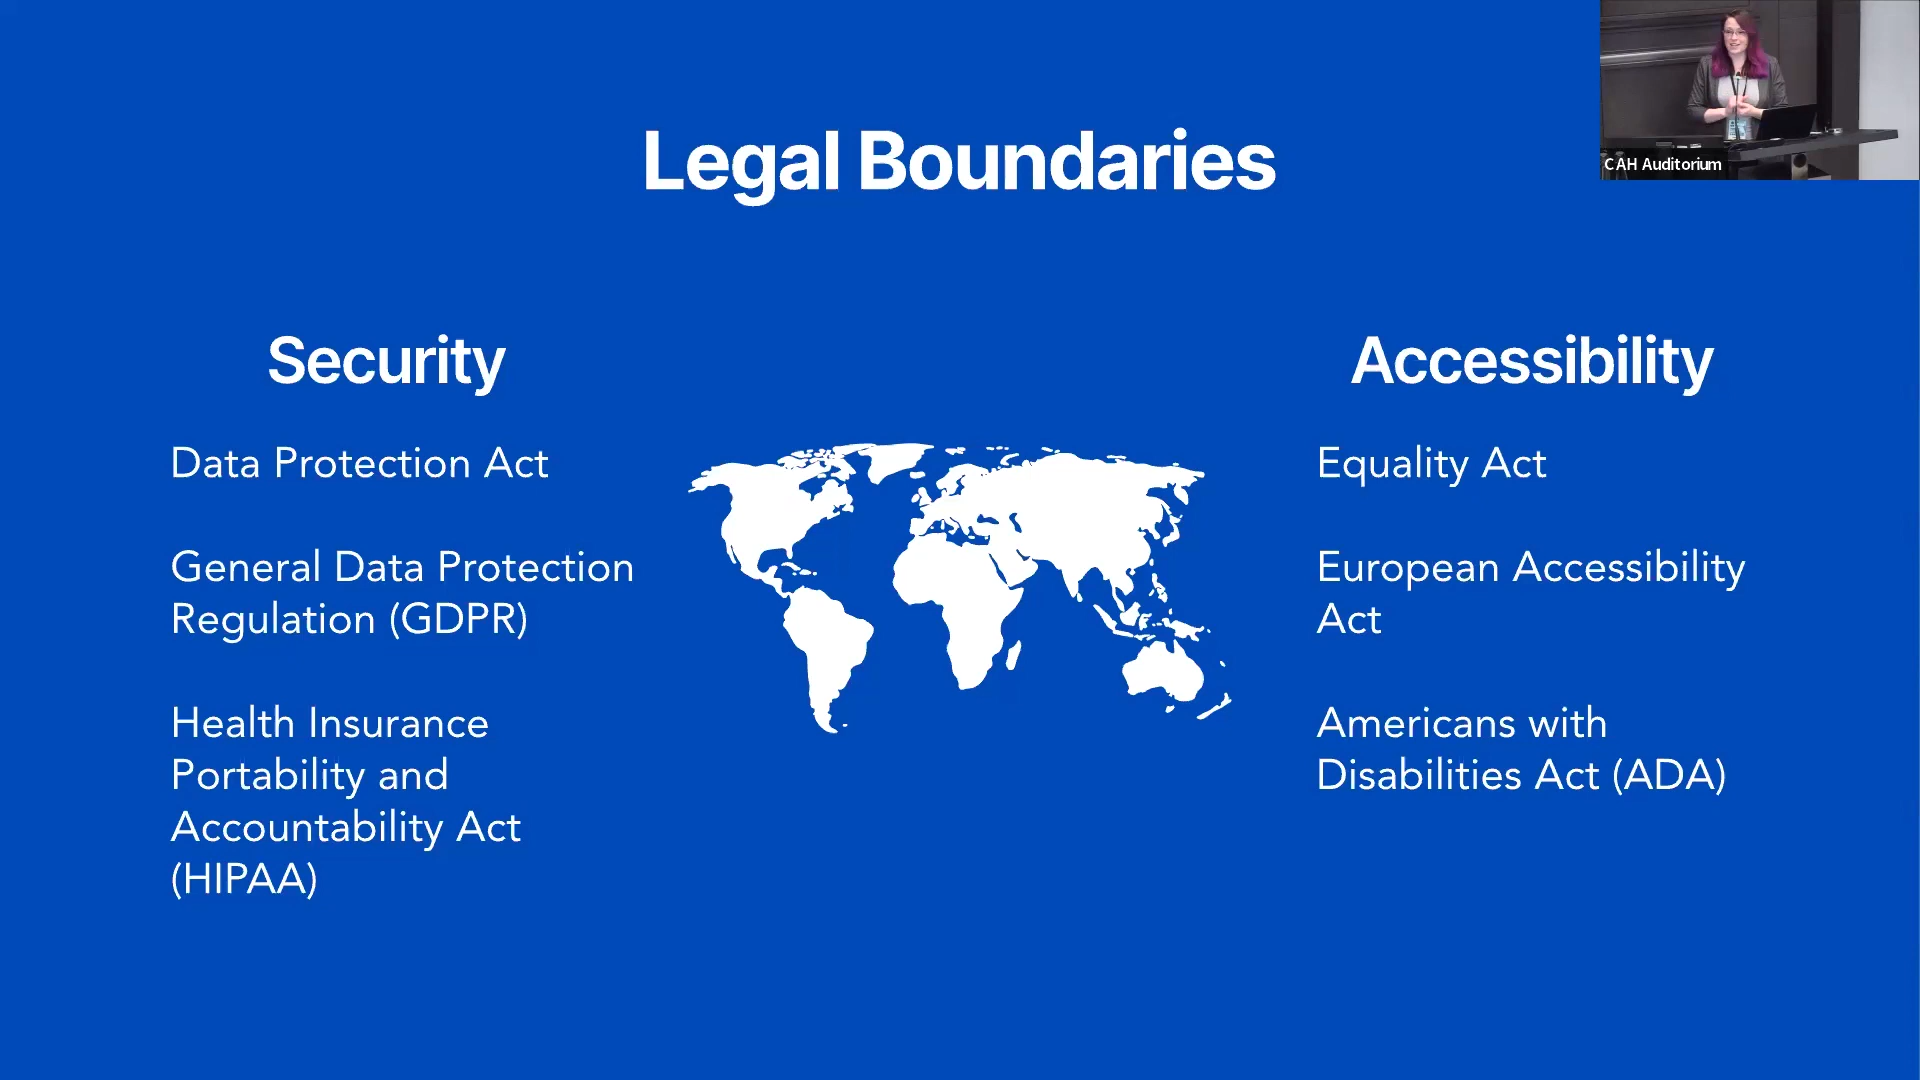 Legal Boundaries
CAH Auditorium
Security
Data Protection Act
General Data Protection
Regulation (GDPR)
Health Insurance
Portability and
Accountability Act
(HIPAA)
Accessibility
Equality Act
European Accessibility
Act
Americans with
Disabilities Act (ADA)